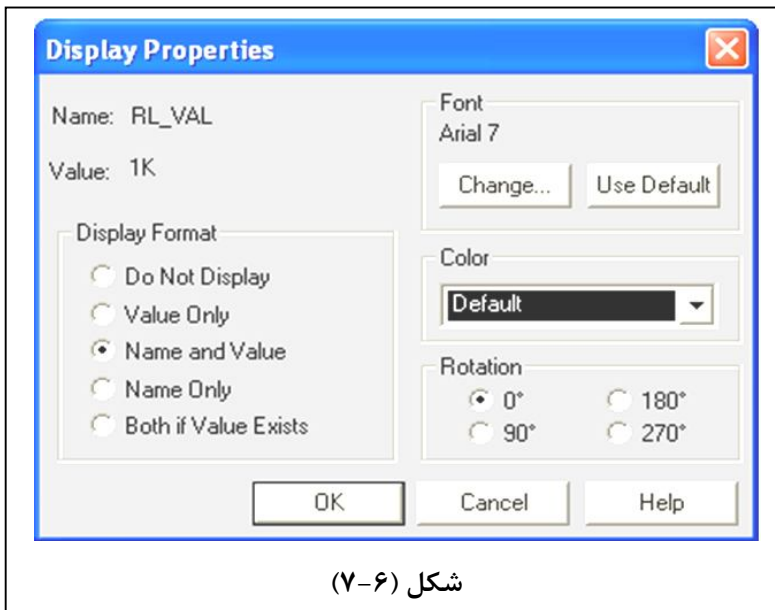 Display Properties
Name: RL_VAL
Value: 1K
Display Format
Do Not Display
Value Only
Name and Value
Name Only
Both if Value Exists
Font
Arial 7
Change...
Use Default
Color
Default
Rotation
0°
180°
90°
270°
OK
Cancel
Help
شکل (۶-۷)